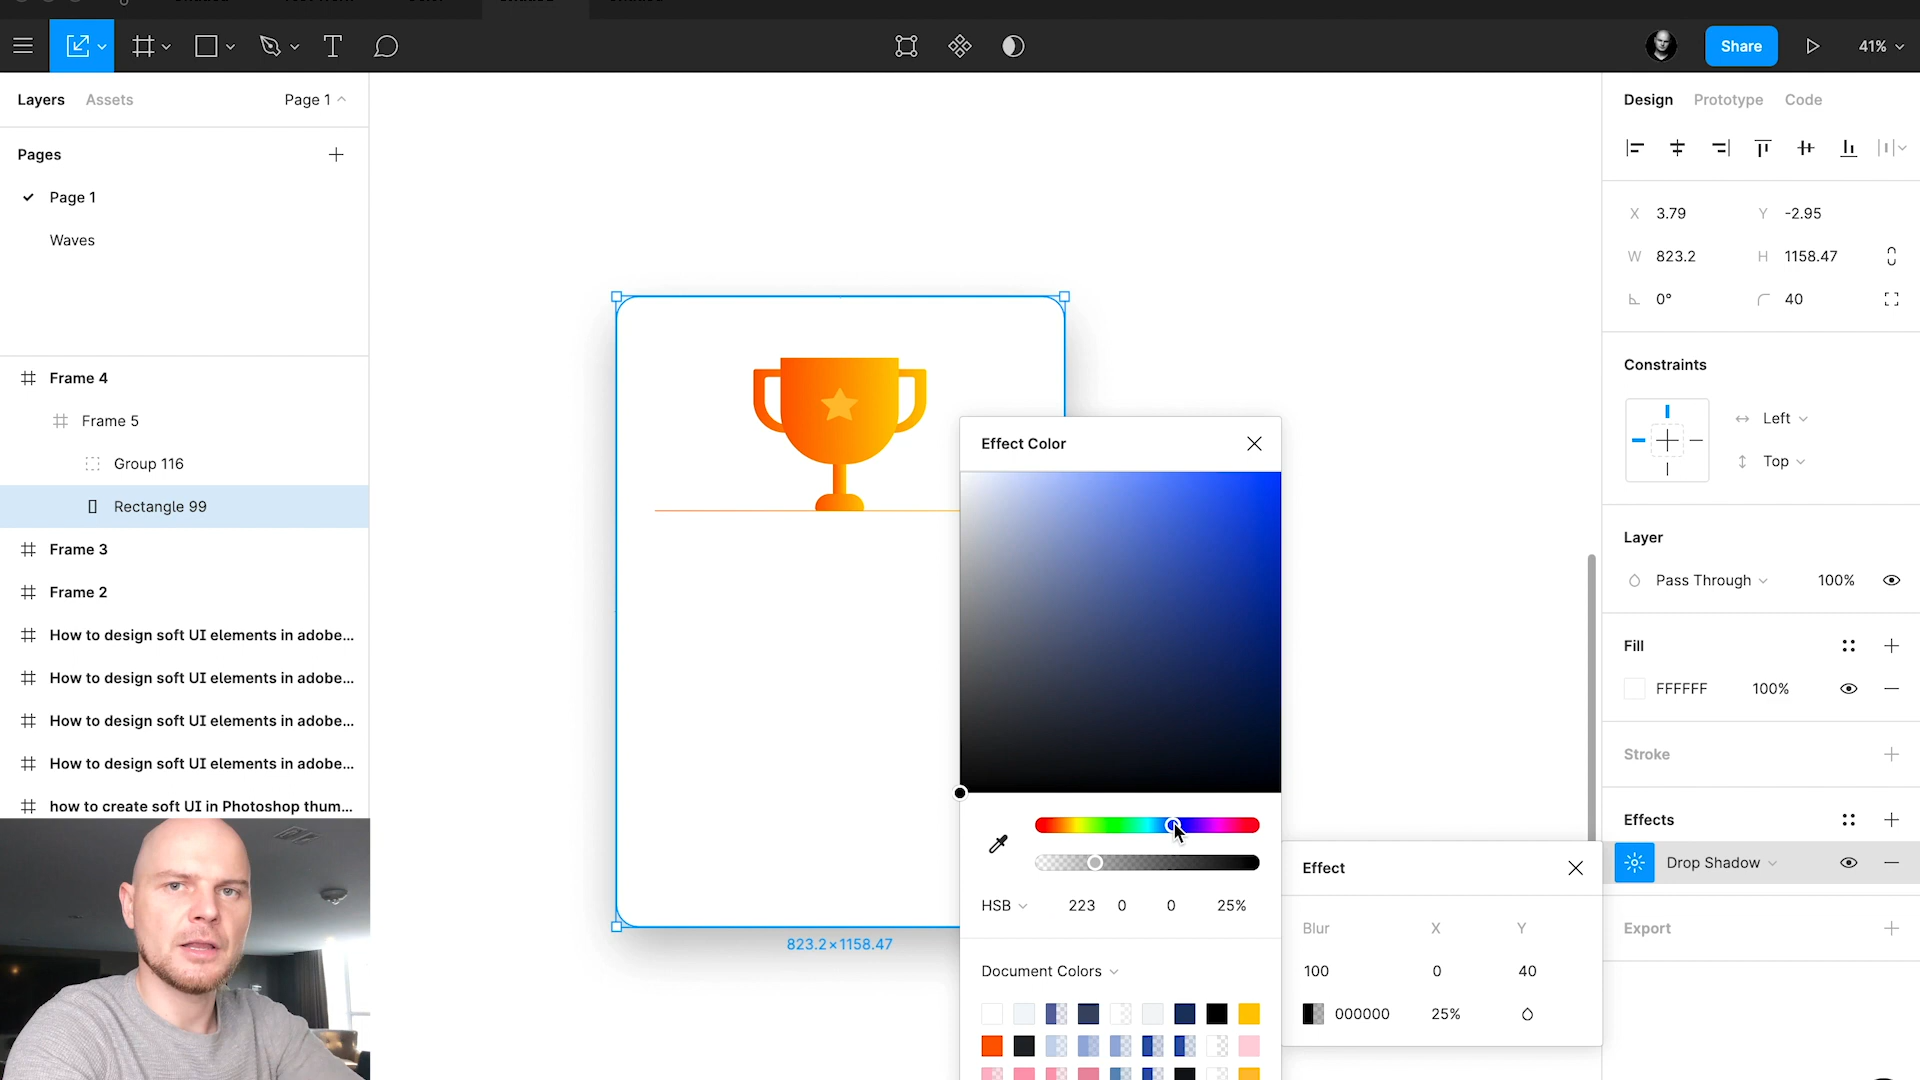 Share
41%
Layers
Assets
Page 1
Design
Prototype
Code
Pages
Page 1
Waves
X 3.79
Y -2.95
W 823.2
H 1158.47
0°
40
Constraints
Left
Top
Frame 4
Frame 5
Group 116
Rectangle 99
Frame 3
Frame 2
How to design soft UI elements in adobe...
How to design soft UI elements in adobe...
How to design soft UI elements in adobe...
How to design soft UI elements in adobe...
how to create soft UI in Photoshop thum...
823.2×1158.47
Effect Color
HSB 223 0 0 25%
Document Colors
Layer
Pass Through 100%
Fill
FFFFFF 100%
Stroke
Effects
Drop Shadow
Export
Effect
Blur X Y
100 0 40
000000 25%